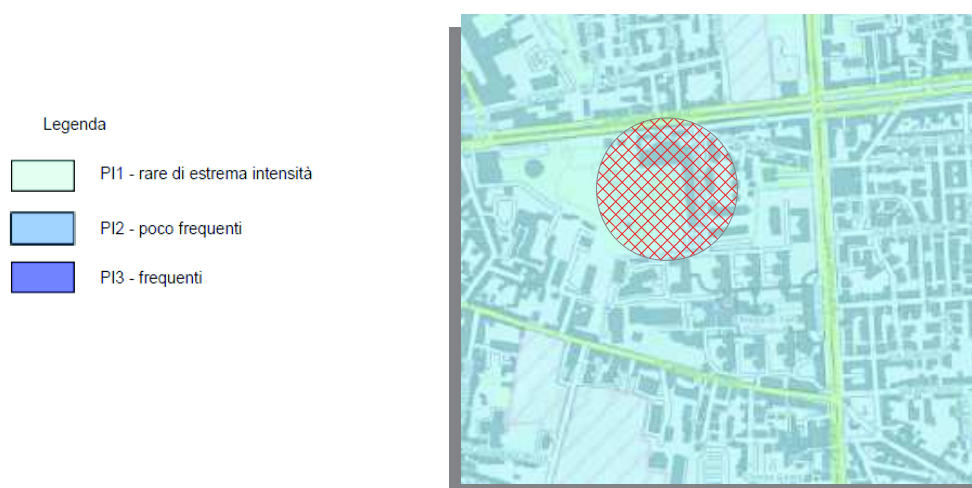 Legenda
PI1 - rare di estrema intensità
PI2 - poco frequenti
PI3 - frequenti